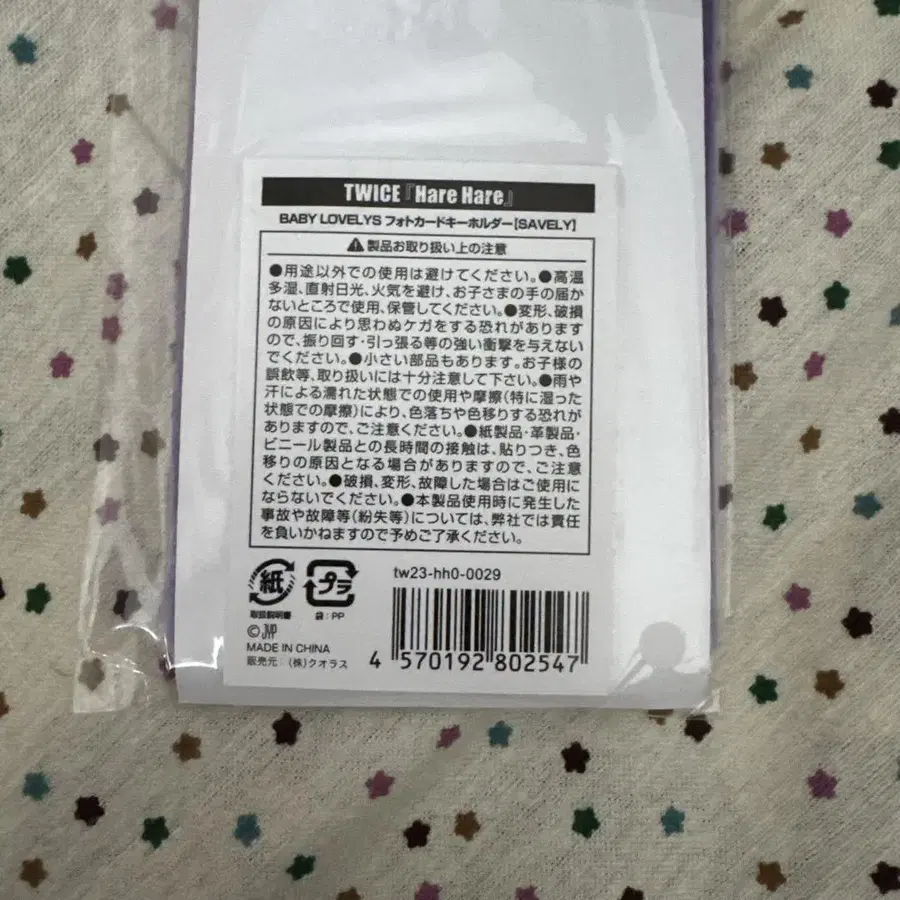 TWICE『Hare Hare』
BABY LOVELYS フォトカードキーホルダー[SAVELY]
⚠製品お取り扱い上の注意
●用途以外での使用は避けてください。●高温
多湿、直射日光、火気を避け、お子さまの手の届か
ないところで使用、保管してください。●変形、破損
の原因により思わぬケガをする恐れがあります
ので、振り回す・引っ張る等の強い衝撃を与えない
でください。●小さい部品もあります。お子様の
誤飲等、取り扱いには十分注意して下さい。●雨や
汗による濡れた状態での使用や摩擦(特に湿った
状態での摩擦)により、色落ちや色移りする恐れが
ありますので、ご注意ください。●紙製品・革製品・
ビニール製品との長時間の接触は、貼りつき、色
移りの原因となる場合がありますので、ご注意
ください。●破損、変形、故障した場合はご使用に
ならないでください。●本製品使用時に発生した
事故や故障等(紛失等)については、弊社では責任
を負いかねますので予めご了承ください。
紙 プラ tw23-hh0-0029
取扱説明書 袋:PP
©JYP
MADE IN CHINA
販売元:(株)クオラス
4 570192 802547